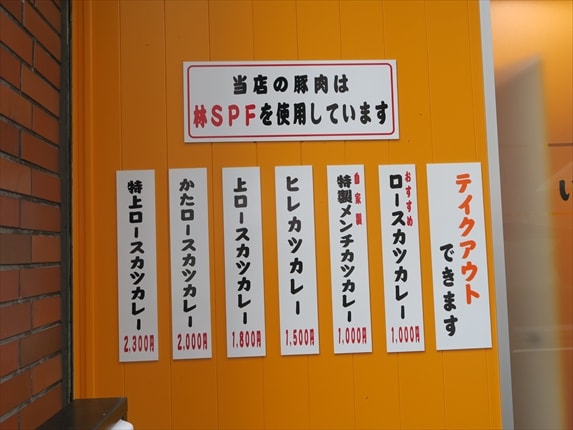 当店の豚肉は
林SPFを使用しています
テイクアウト
できます
おすすめ
ロースカツカレー
1,000円
自家製
特製メンチカツカレー
1,000円
ヒレカツカレー
1,500円
上ロースカツカレー
1,800円
かたロースカツカレー
2,000円
特上ロースカツカレー
2,300円
い